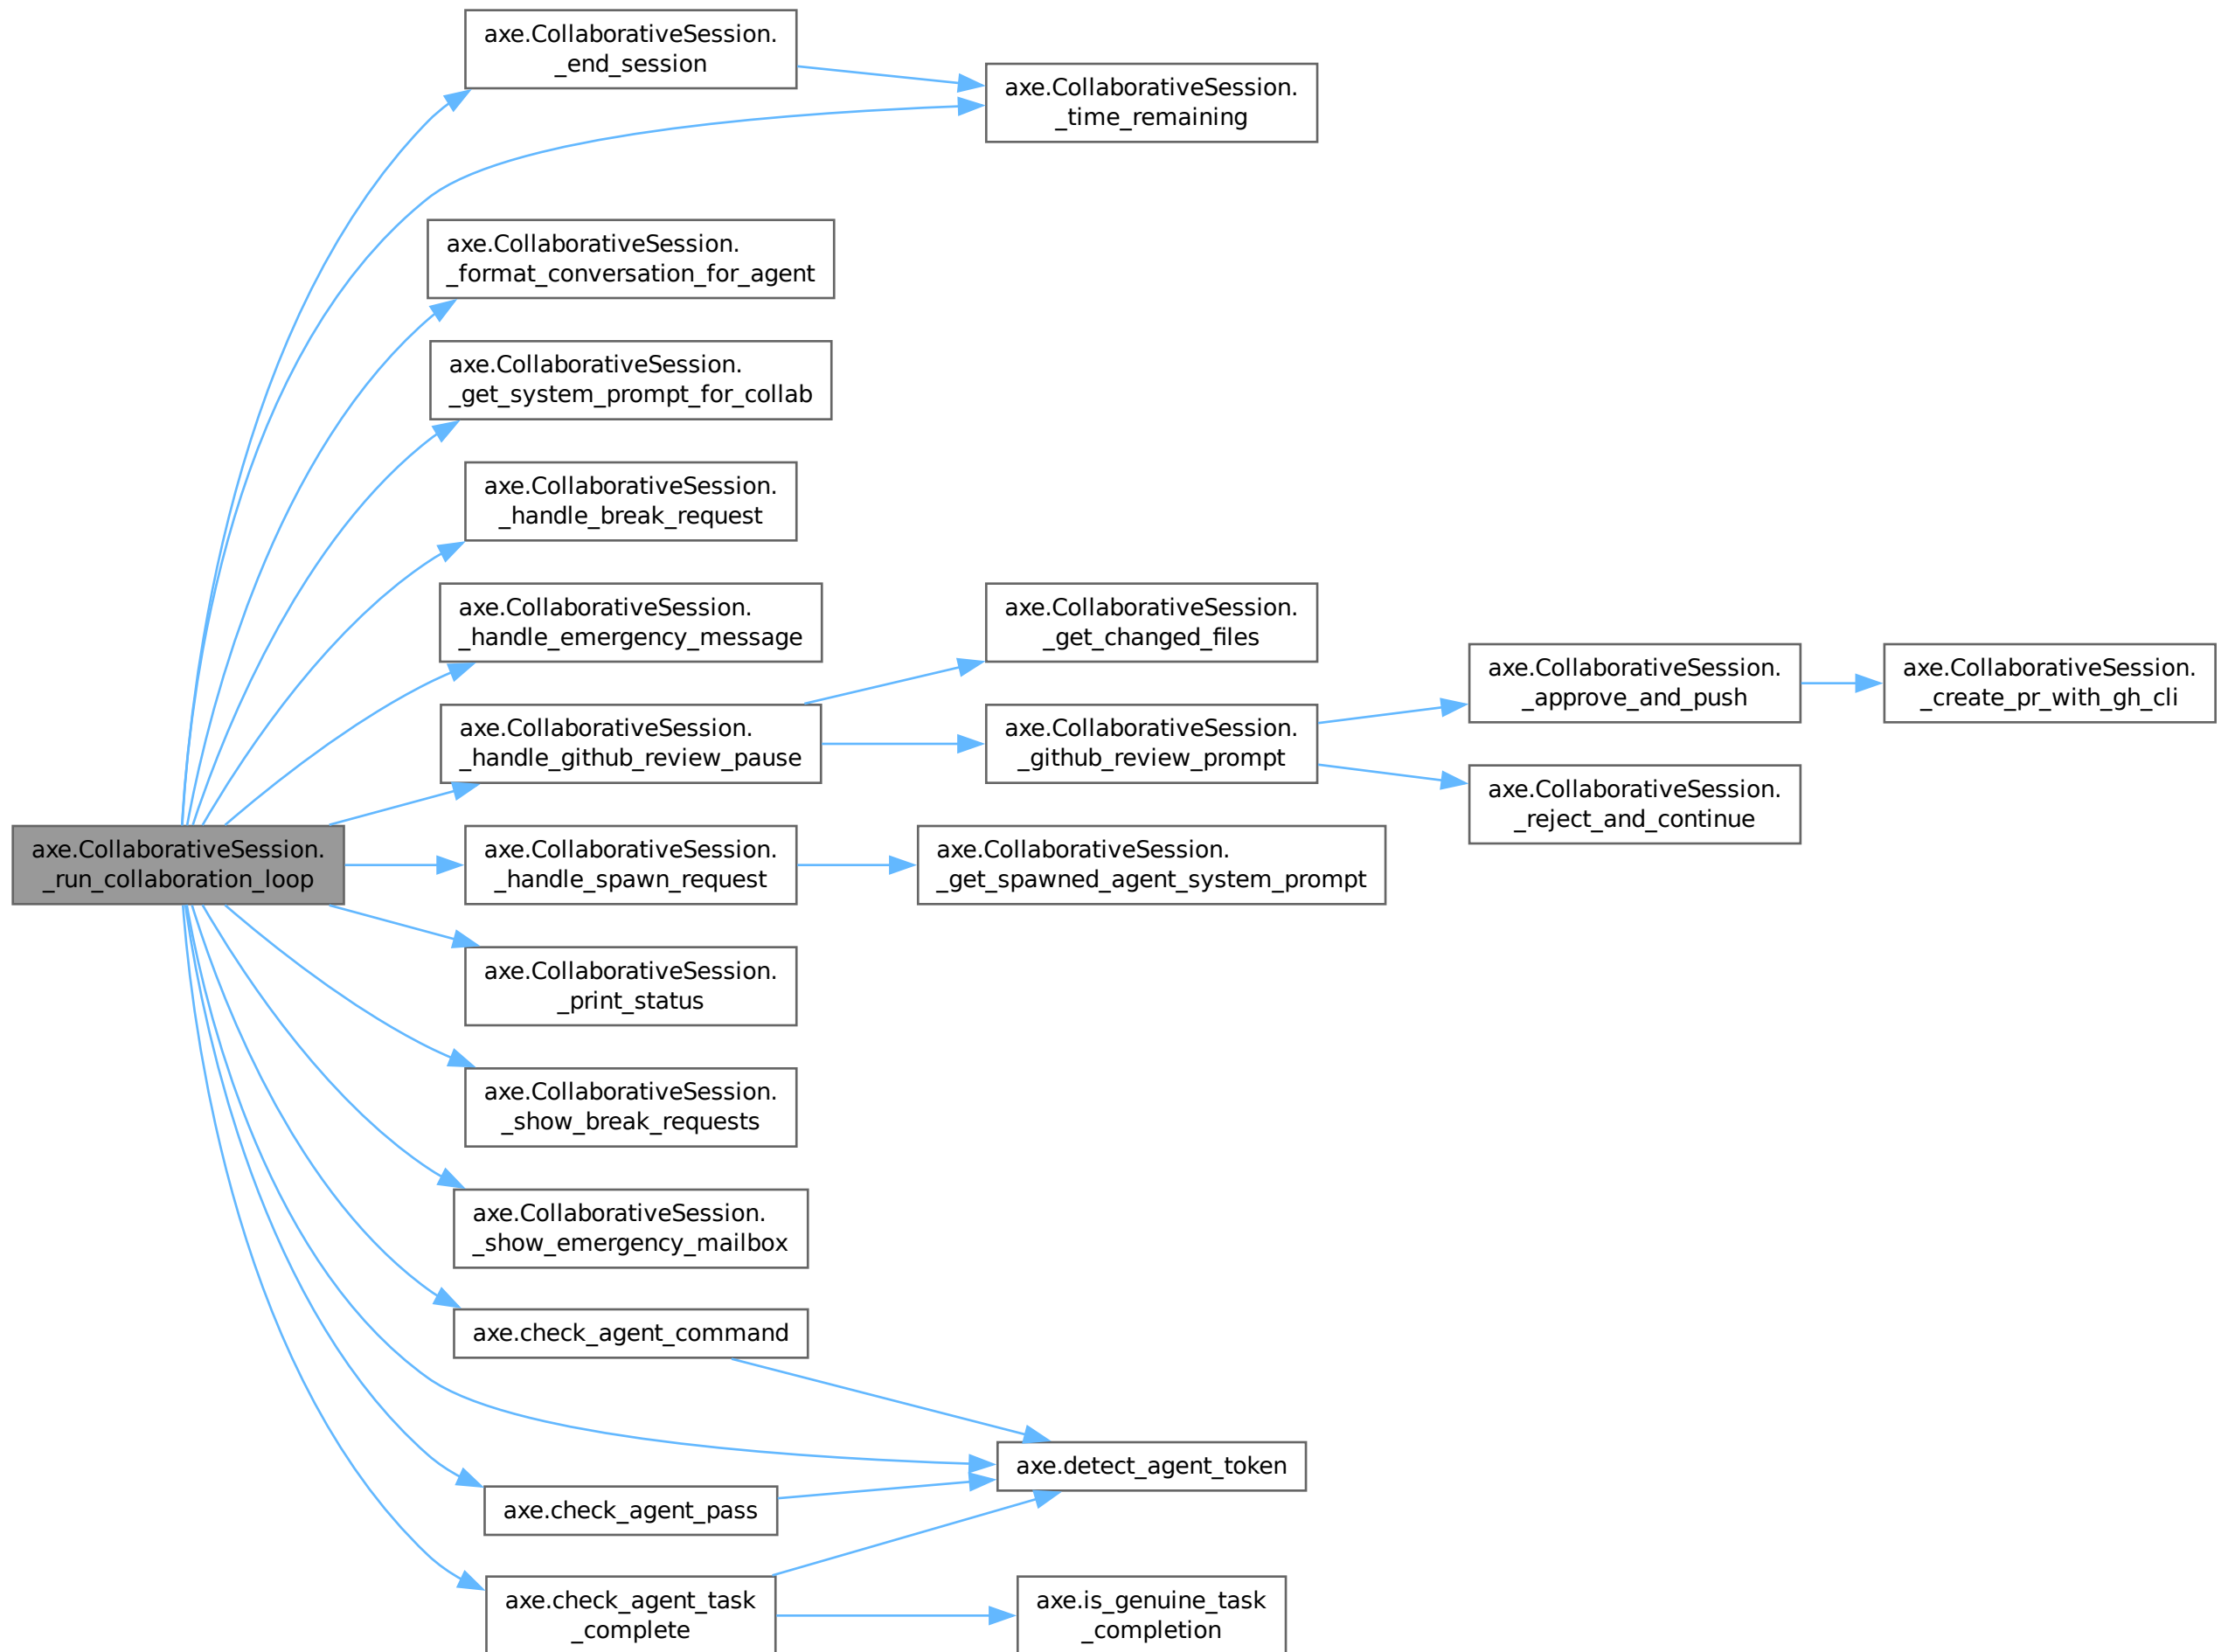 axe.CollaborativeSession.
_end_session
axe.CollaborativeSession.
_time_remaining
axe.CollaborativeSession.
_format_conversation_for_agent
axe.CollaborativeSession.
_get_system_prompt_for_collab
axe.CollaborativeSession.
_handle_break_request
axe.CollaborativeSession.
_handle_emergency_message
axe.CollaborativeSession.
_get_changed_files
axe.CollaborativeSession.
_handle_github_review_pause
axe.CollaborativeSession.
_github_review_prompt
axe.CollaborativeSession.
_approve_and_push
axe.CollaborativeSession.
_create_pr_with_gh_cli
axe.CollaborativeSession.
_reject_and_continue
axe.CollaborativeSession.
_run_collaboration_loop
axe.CollaborativeSession.
_handle_spawn_request
axe.CollaborativeSession.
_get_spawned_agent_system_prompt
axe.CollaborativeSession.
_print_status
axe.CollaborativeSession.
_show_break_requests
axe.CollaborativeSession.
_show_emergency_mailbox
axe.check_agent_command
axe.detect_agent_token
axe.check_agent_pass
axe.check_agent_task
_complete
axe.is_genuine_task
_completion